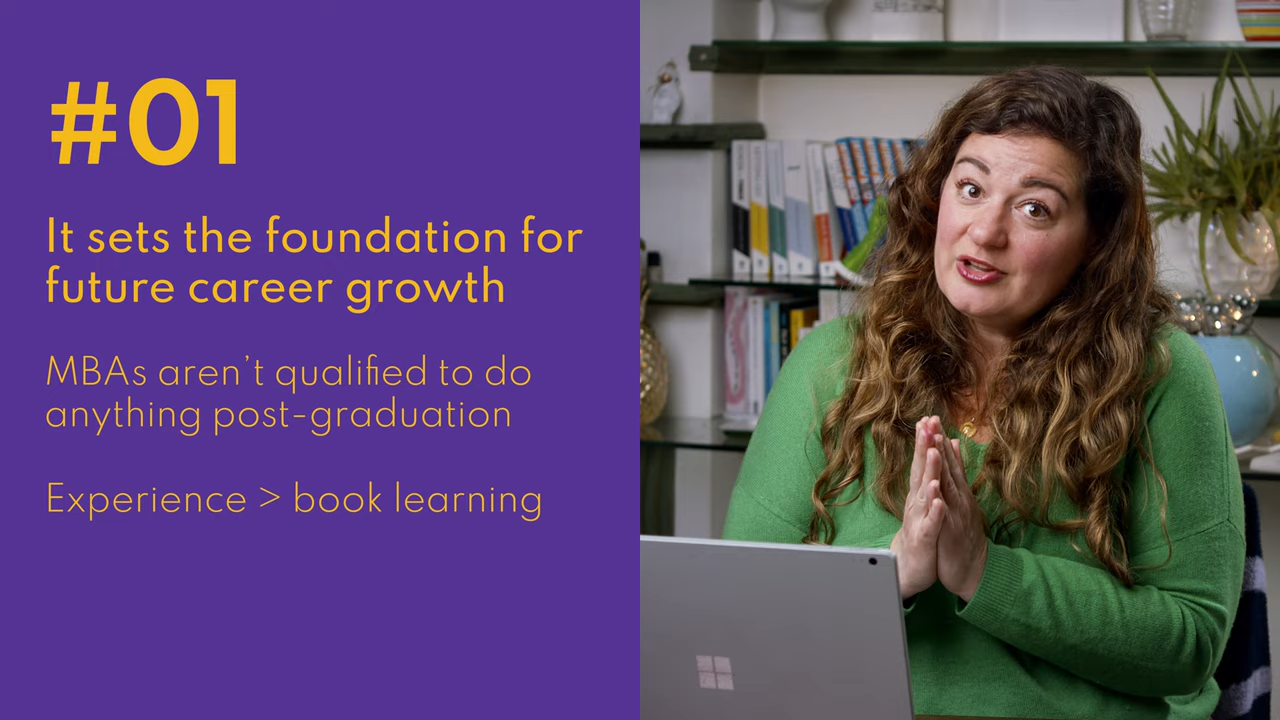 #01
It sets the foundation for
future career growth
MBAs aren't qualified to do
anything post-graduation
Experience > book learning